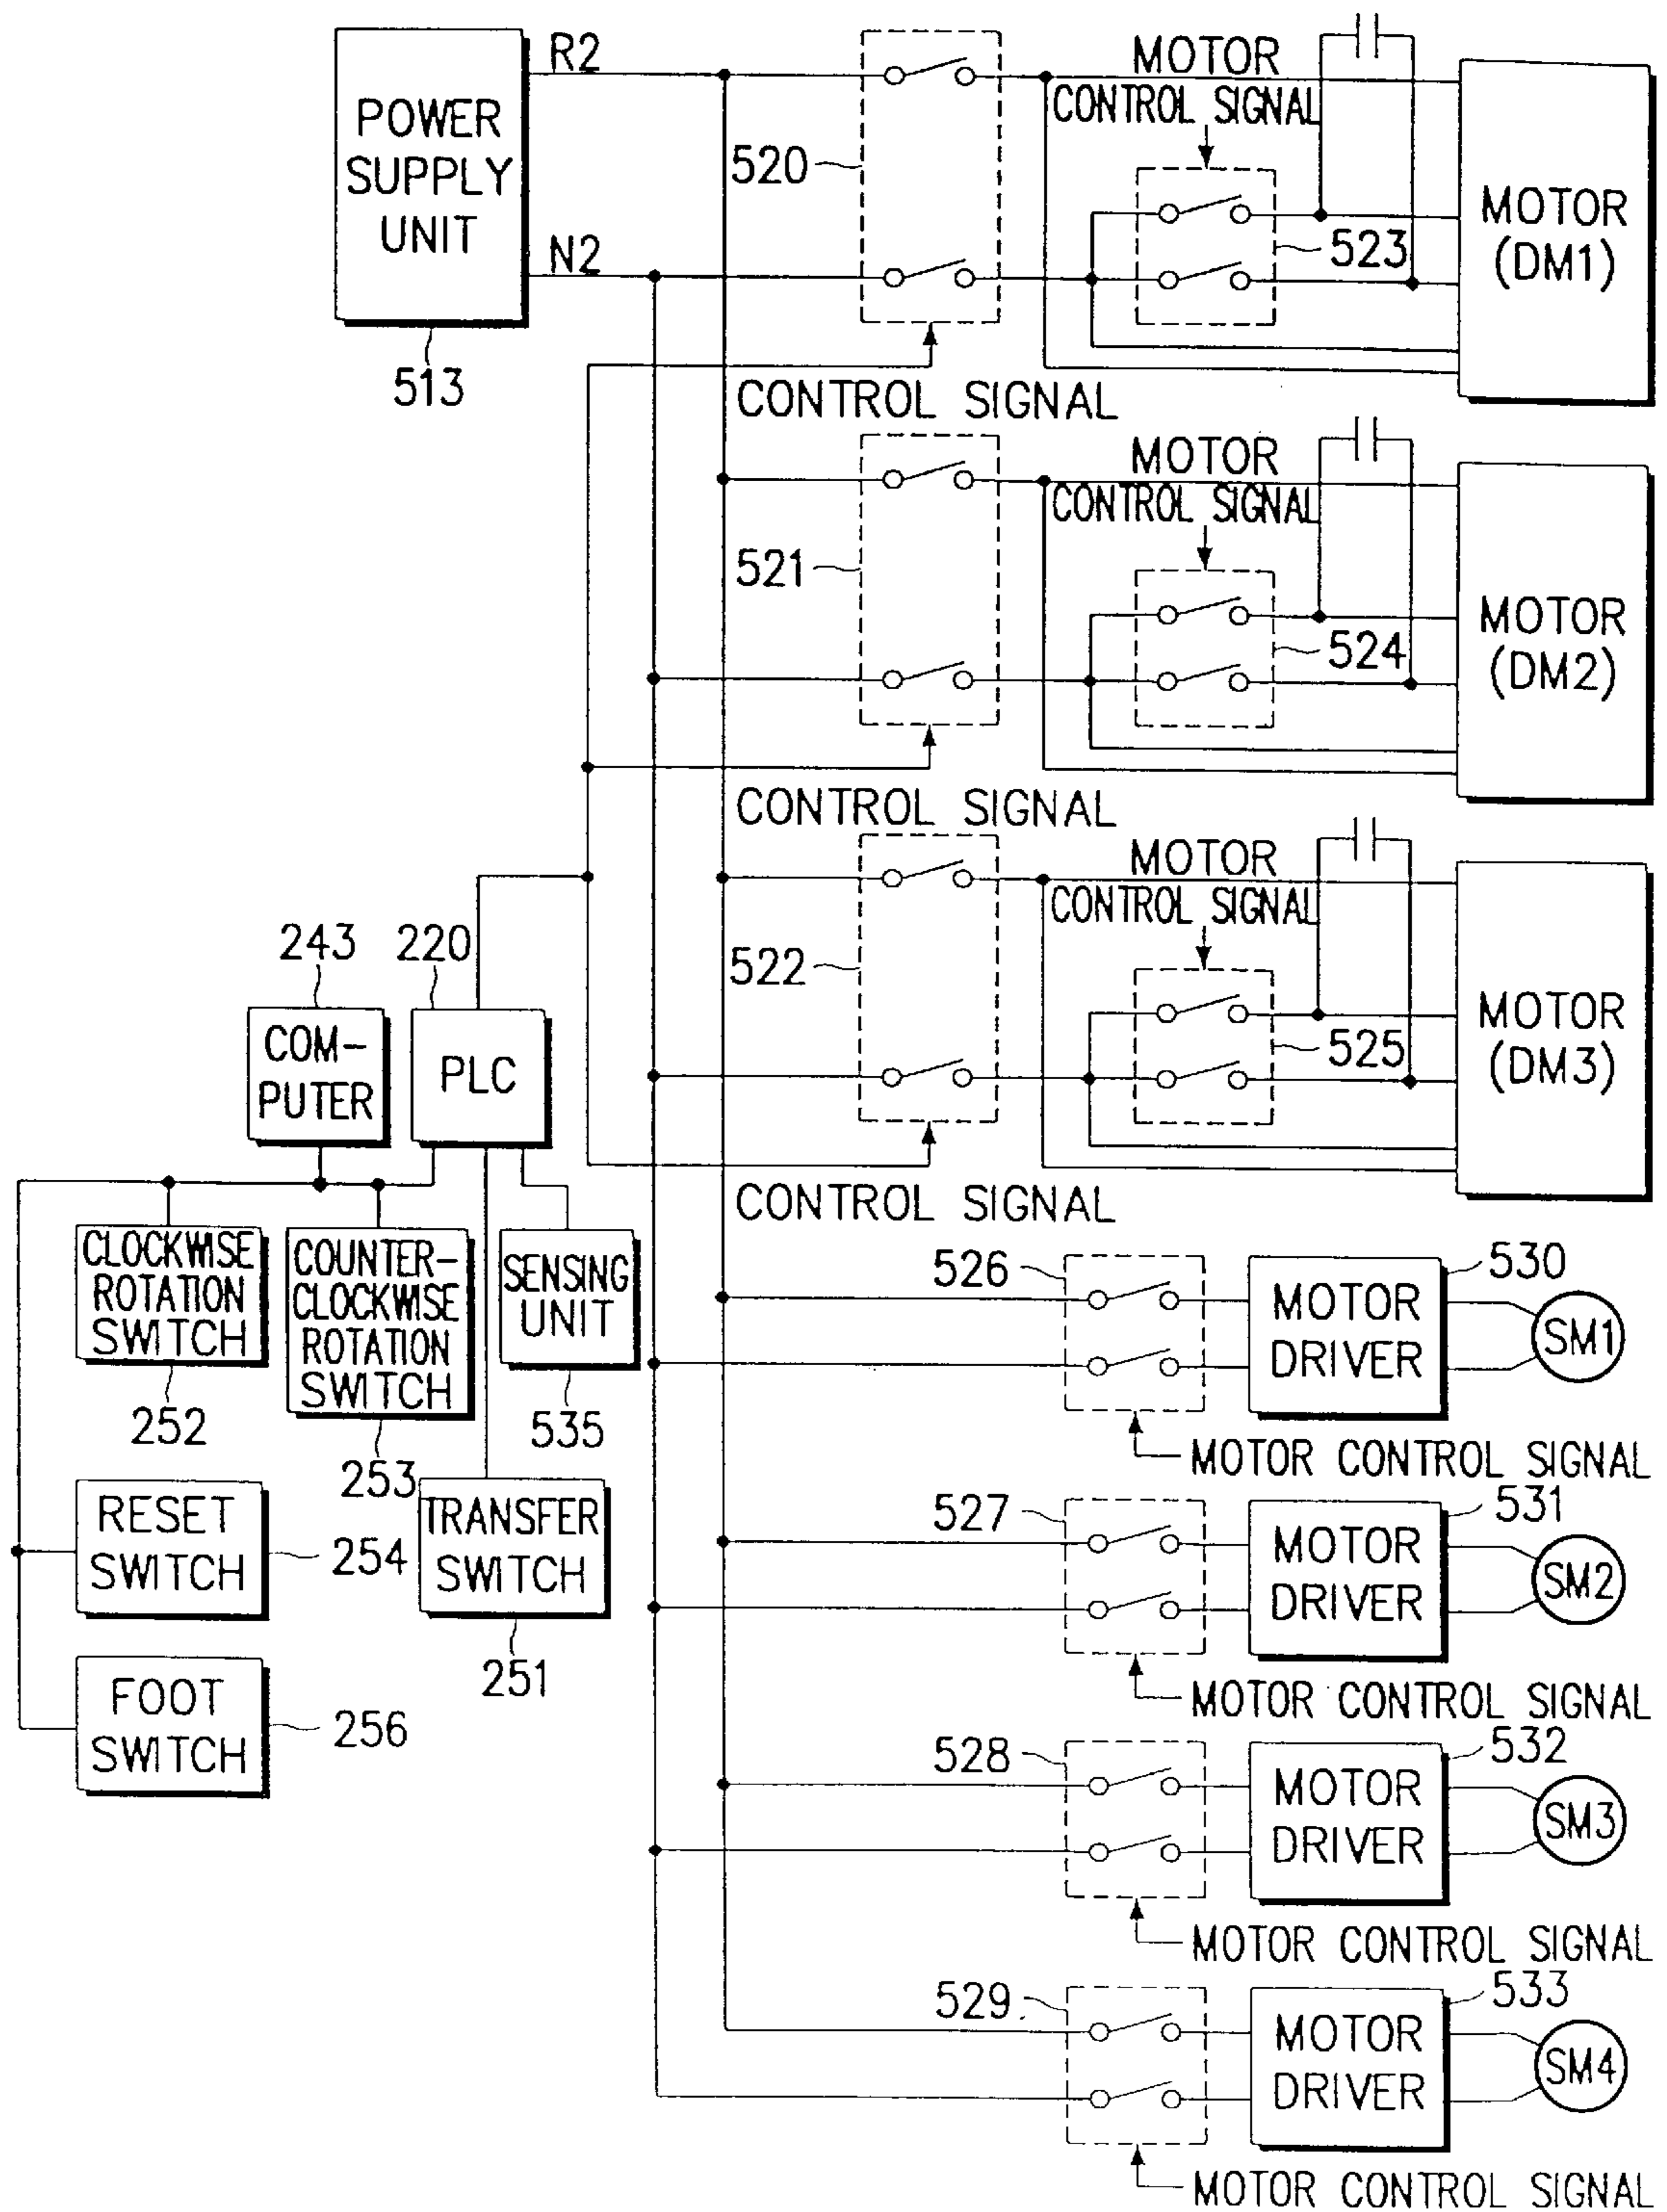 POWER
SUPPLY
UNIT
R2
N2
513
520
MOTOR
CONTROL SIGNAL
523
MOTOR
(DM1)
CONTROL SIGNAL
521
MOTOR
CONTROL SIGNAL
524
MOTOR
(DM2)
CONTROL SIGNAL
522
MOTOR
CONTROL SIGNAL
525
MOTOR
(DM3)
CONTROL SIGNAL
243
220
COM-
PUTER
PLC
CLOCKWISE
ROTATION
SWITCH
252
COUNTER-
CLOCKWISE
ROTATION
SWITCH
253
SENSING
UNIT
535
RESET
SWITCH
254
TRANSFER
SWITCH
251
FOOT
SWITCH
256
526
MOTOR
DRIVER
530
SM1
MOTOR CONTROL SIGNAL
527
MOTOR
DRIVER
531
SM2
MOTOR CONTROL SIGNAL
528
MOTOR
DRIVER
532
SM3
MOTOR CONTROL SIGNAL
529
MOTOR
DRIVER
533
SM4
MOTOR CONTROL SIGNAL